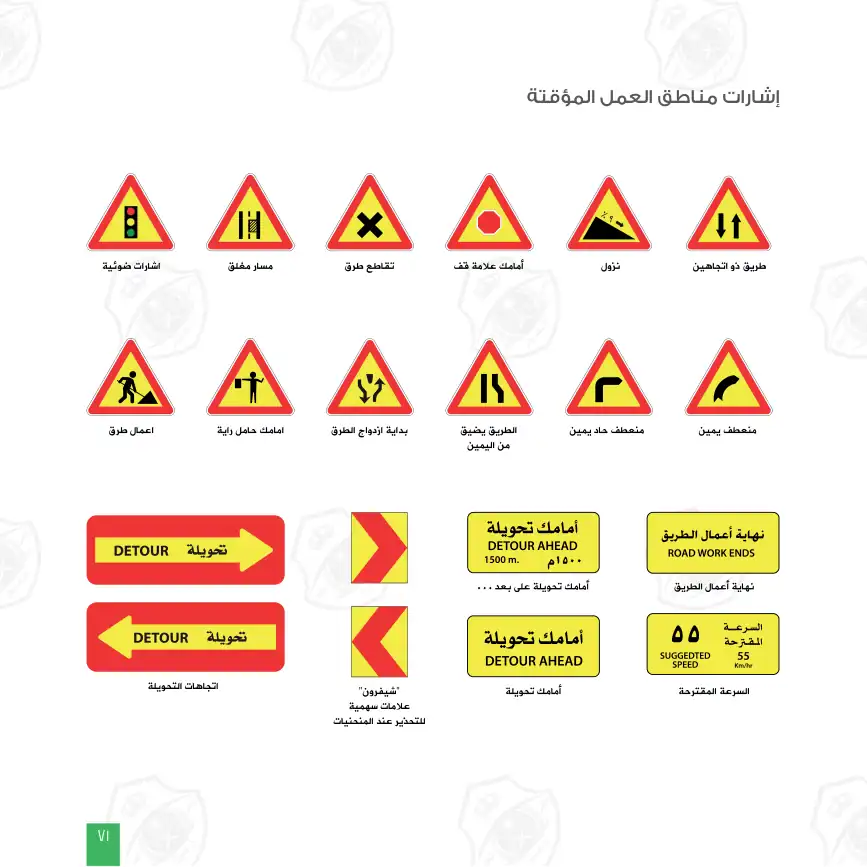 إشارات مناطق العمل المؤقتة
٪ ٩
طريق ذو اتجاهين
نزول
أمامك علامة قف
تقاطع طرق
مسار مغلق
اشارات ضوئية
منعطف يمين
منعطف حاد يمين
الطريق يضيق
من اليمين
بداية ازدواج الطرق
امامك حامل راية
اعمال طرق
نهاية أعمال الطريق
ROAD WORK ENDS
نهاية أعمال الطريق
أمامك تحويلة
DETOUR AHEAD
1500 m. ١٥٠٠م
أمامك تحويلة على بعد ...
تحويلة DETOUR
السرعة
المقترحة
٥٥
SUGGEDTED
SPEED
55
Km/hr
السرعة المقترحة
أمامك تحويلة
DETOUR AHEAD
أمامك تحويلة
"شيفرون"
علامات سهمية
للتحذير عند المنحنيات
تحويلة DETOUR
اتجاهات التحويلة
٧١